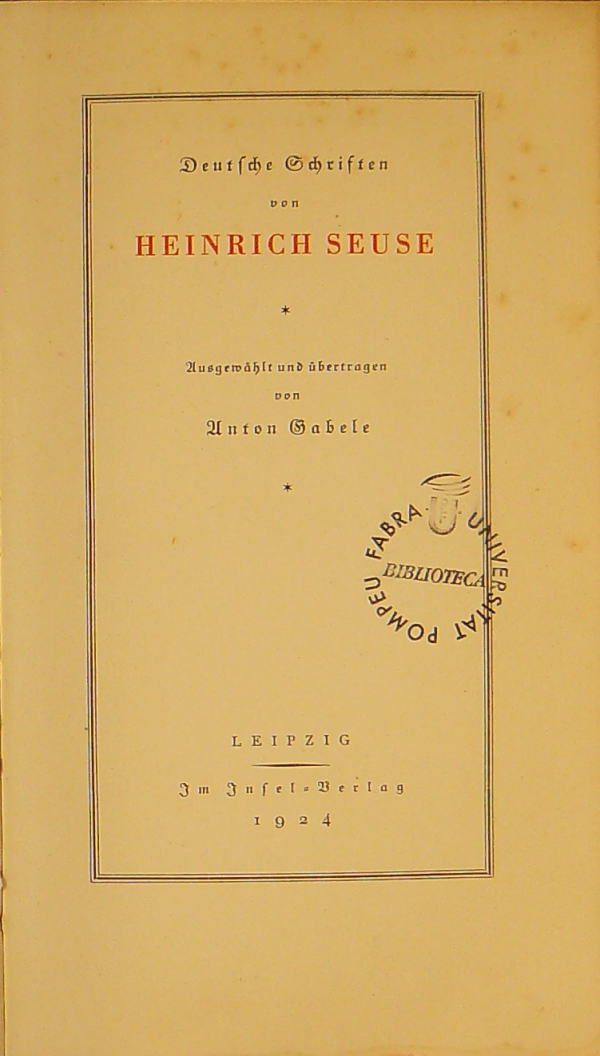 Deutsche Schriften
von
HEINRICH SEUSE
*
Ausgewählt und übertragen
von
Anton Gabele
*
UNIVERSITAT POMPEU FABRA
BIBLIOTECA
LEIPZIG
Im Insel=Verlag
1924